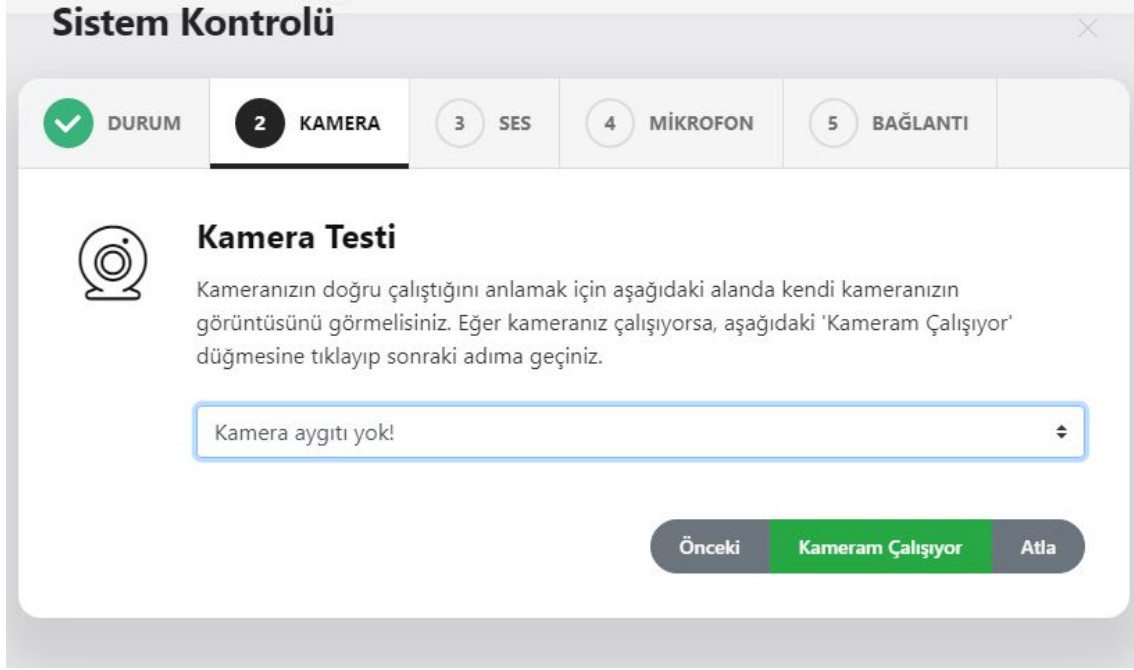 Sistem Kontrolü
DURUM
2 KAMERA
3 SES
4 MİKROFON
5 BAĞLANTI
Kamera Testi
Kameranızın doğru çalıştığını anlamak için aşağıdaki alanda kendi kameranızın
görüntüsünü görmelisiniz. Eğer kameranız çalışıyorsa, aşağıdaki 'Kameram Çalışıyor'
düğmesine tıklayıp sonraki adıma geçiniz.
Kamera aygıtı yok!
Önceki
Kameram Çalışıyor
Atla